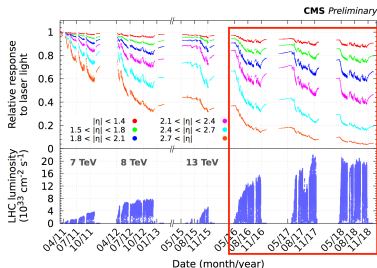 CMS Preliminary
Relative response
to laser light
1
0.8
0.6
0.4
0.2
0
|η| < 1.4
1.5 < |η| < 1.8
1.8 < |η| < 2.1
2.1 < |η| < 2.4
2.4 < |η| < 2.7
2.7 < |η|
LHC luminosity
(10³³ cm⁻² s⁻¹)
20
10
0
7 TeV
8 TeV
13 TeV
04/11
07/11
10/11
04/12
07/12
10/12
01/13
05/15
08/15
11/15
05/16
08/16
11/16
05/17
08/17
11/17
05/18
08/18
11/18
Date (month/year)